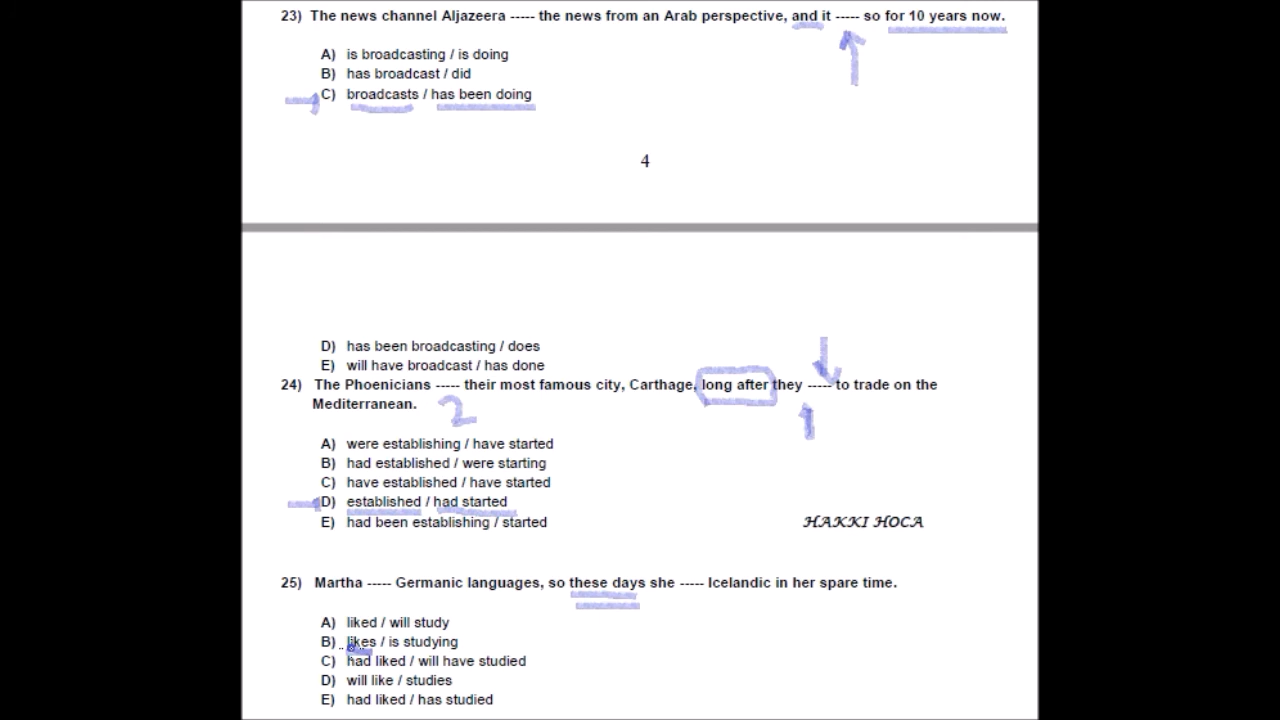 23) The news channel Aljazeera ----- the news from an Arab perspective, and it ----- so for 10 years now.
A) is broadcasting / is doing
B) has broadcast / did
C) broadcasts / has been doing
4
D) has been broadcasting / does
E) will have broadcast / has done
24) The Phoenicians ----- their most famous city, Carthage, long after they ----- to trade on the
Mediterranean.
2
1
A) were establishing / have started
B) had established / were starting
C) have established / have started
D) established / had started
E) had been establishing / started
HAKKI HOCA
25) Martha ----- Germanic languages, so these days she ----- Icelandic in her spare time.
A) liked / will study
B) likes / is studying
C) had liked / will have studied
D) will like / studies
E) had liked / has studied